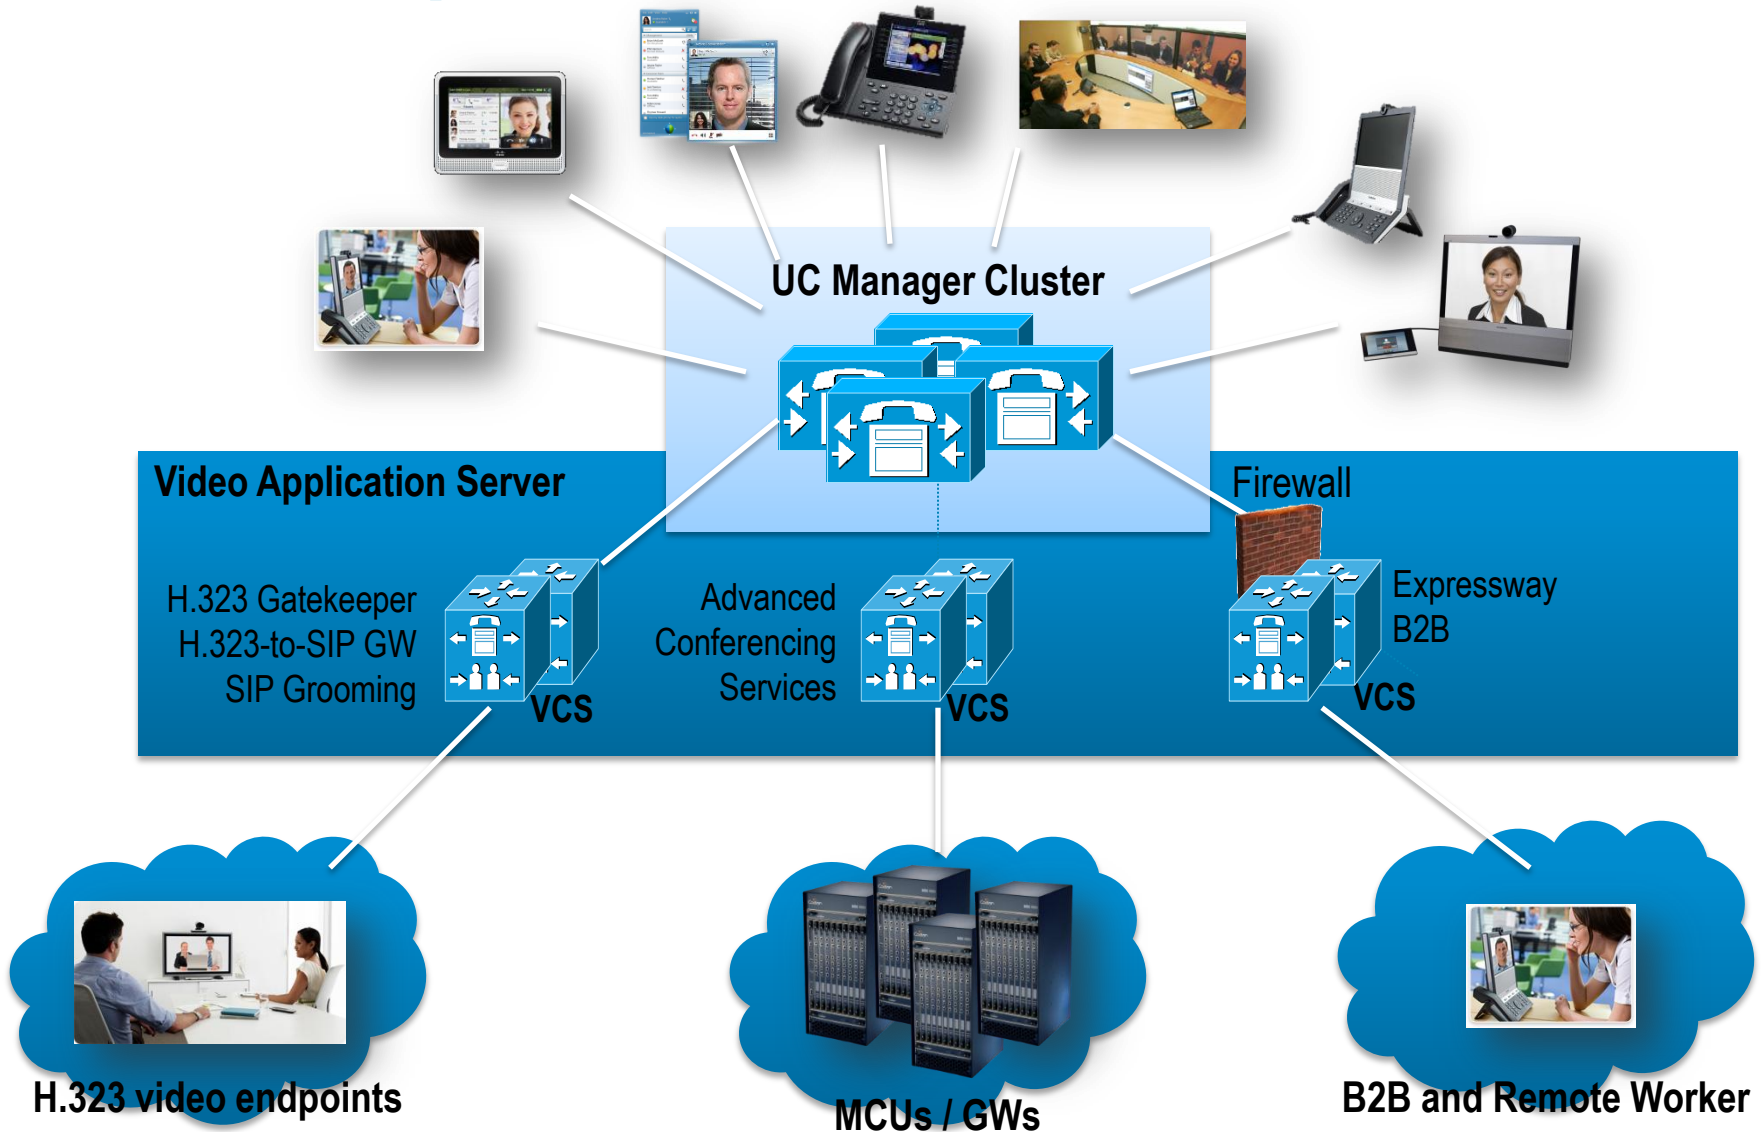 UC Manager Cluster
Video Application Server
Firewall
H.323 Gatekeeper
H.323-to-SIP GW
SIP Grooming
VCS
Advanced
Conferencing
Services
VCS
Expressway
B2B
VCS
H.323 video endpoints
MCUs / GWs
B2B and Remote Worker